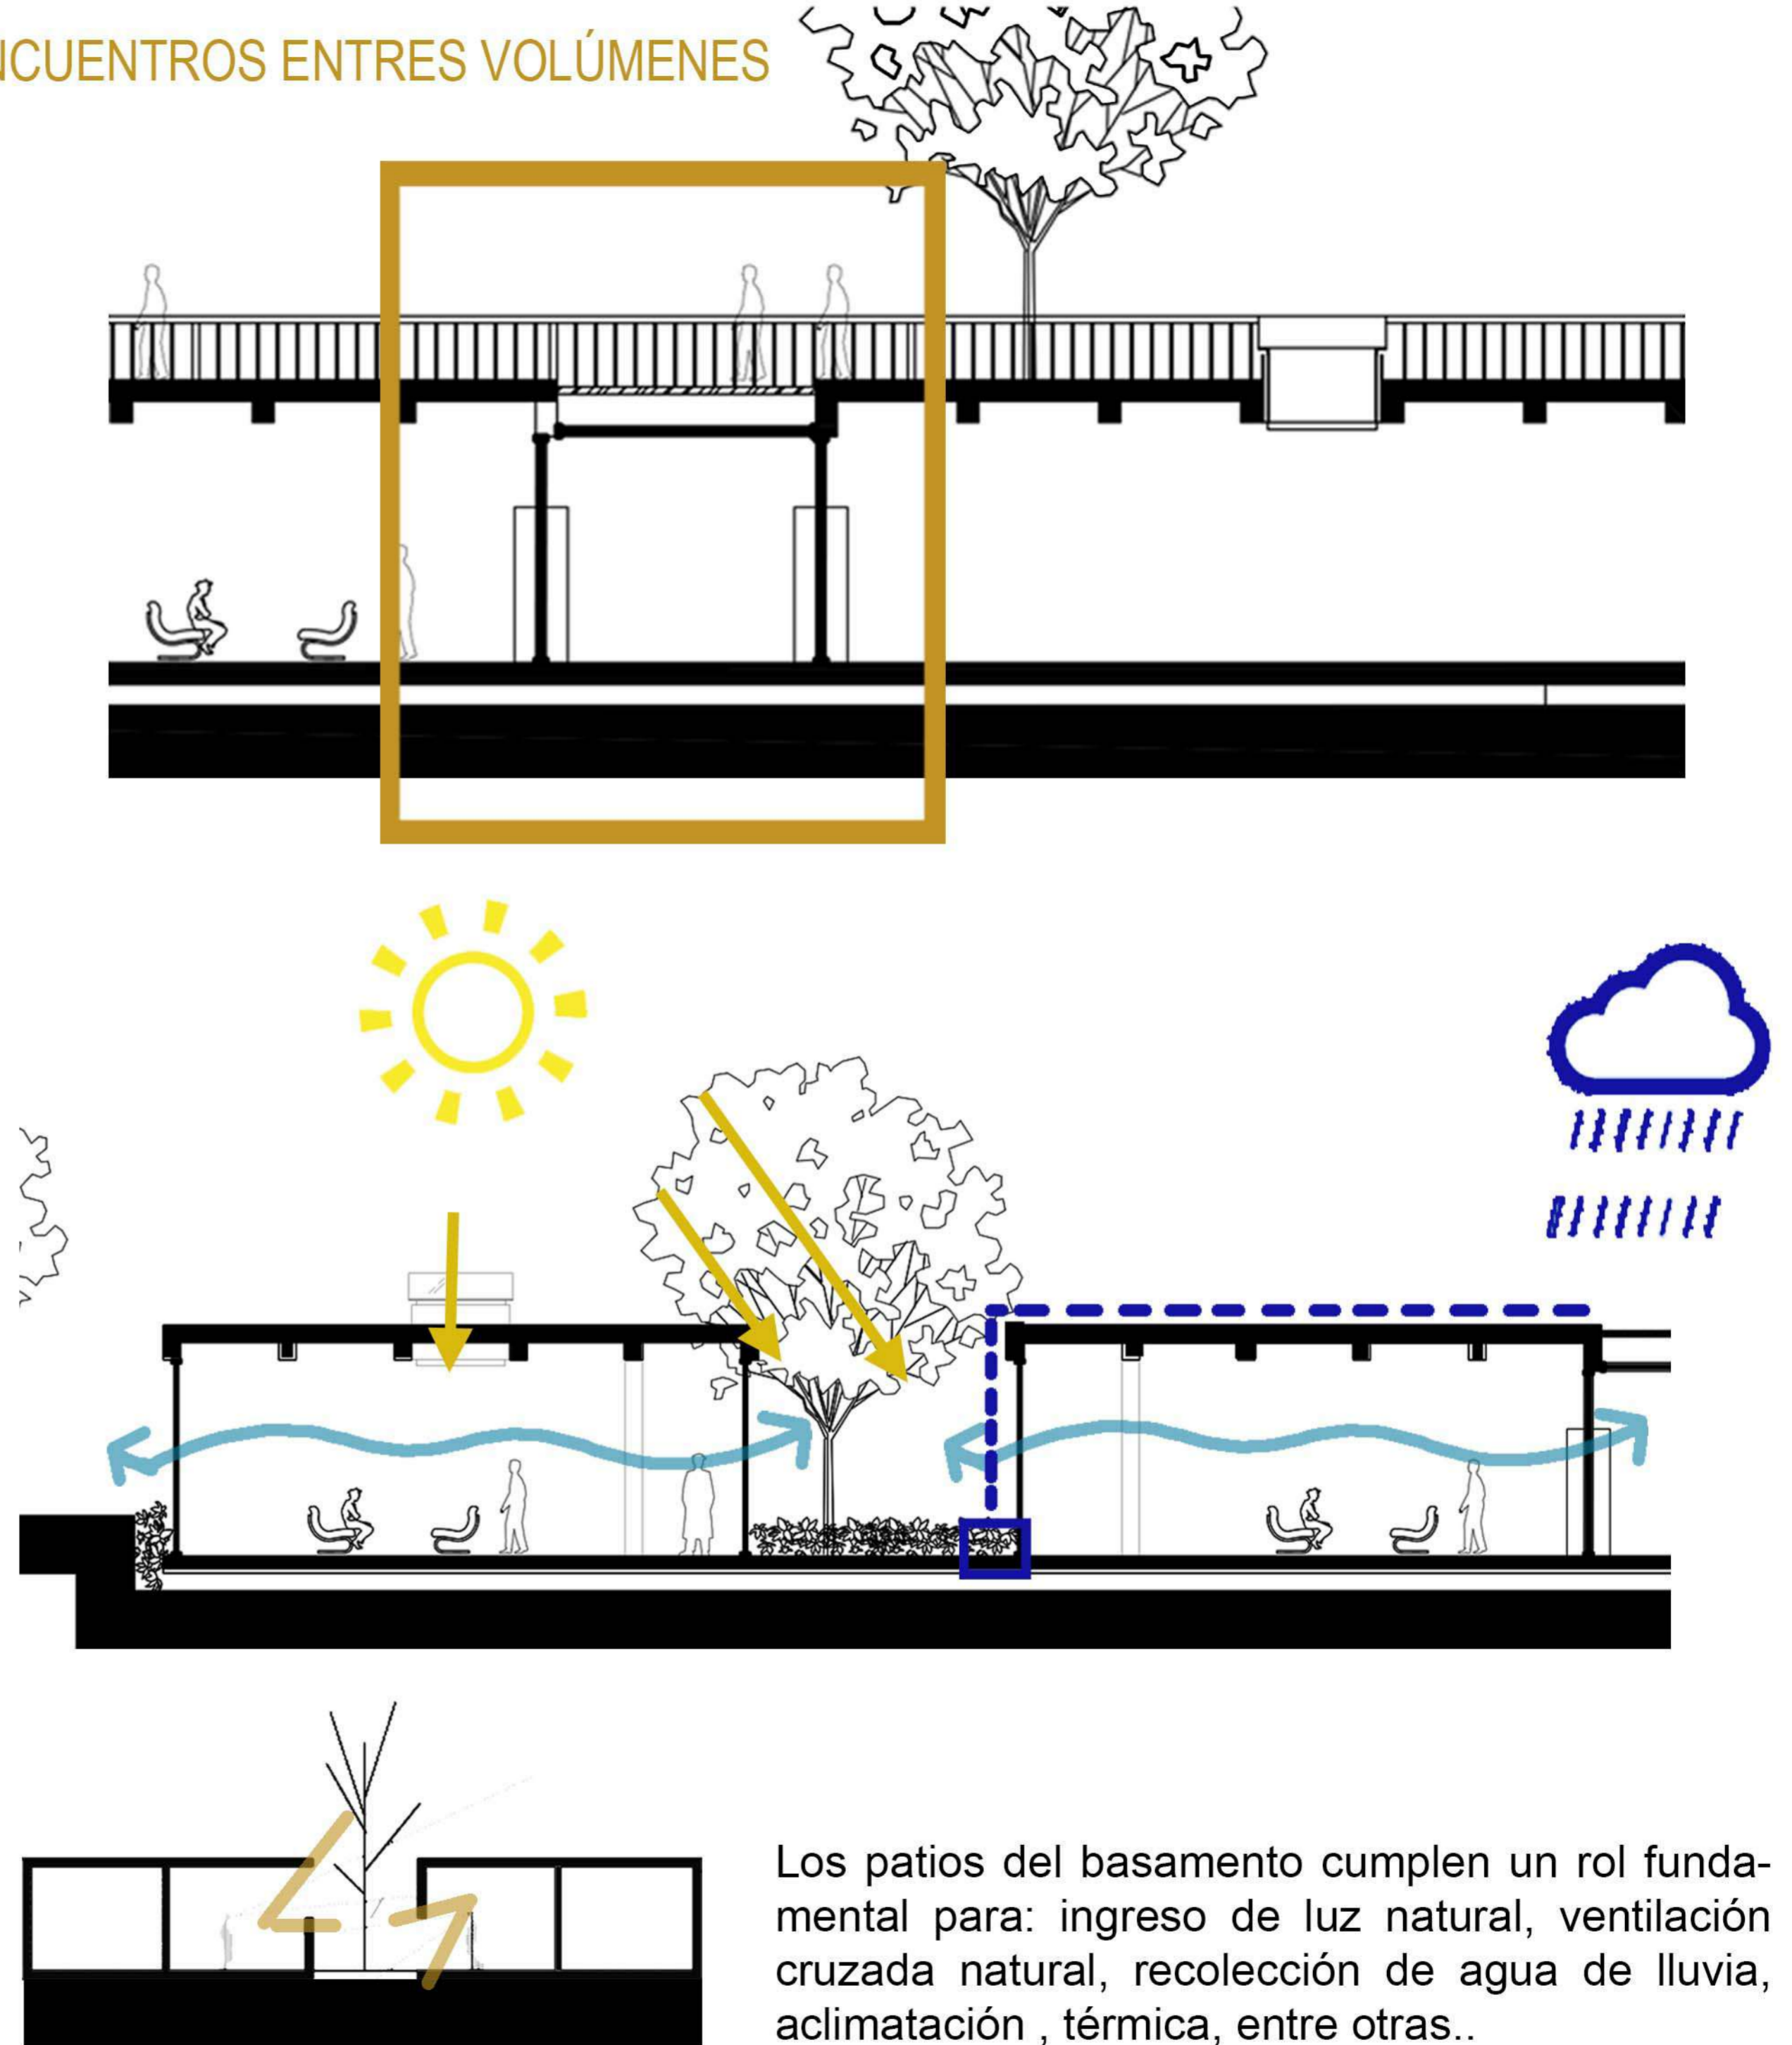 NCUENTROS ENTRES VOLÚMENES
Los patios del basamento cumplen un rol funda-
mental para: ingreso de luz natural, ventilación
cruzada natural, recolección de agua de lluvia,
aclimatación , térmica, entre otras..